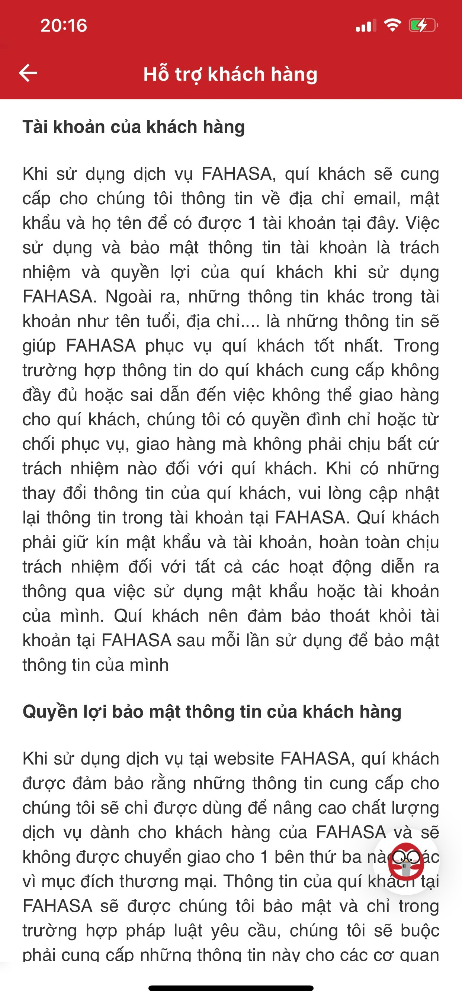 20:16
Hỗ trợ khách hàng
Tài khoản của khách hàng
Khi sử dụng dịch vụ FAHASA, quí khách sẽ cung
cấp cho chúng tôi thông tin về địa chỉ email, mật
khẩu và họ tên để có được 1 tài khoản tại đây. Việc
sử dụng và bảo mật thông tin tài khoản là trách
nhiệm và quyền lợi của quí khách khi sử dụng
FAHASA. Ngoài ra, những thông tin khác trong tài
khoản như tên tuổi, địa chỉ.... là những thông tin sẽ
giúp FAHASA phục vụ quí khách tốt nhất. Trong
trường hợp thông tin do quí khách cung cấp không
đầy đủ hoặc sai dẫn đến việc không thể giao hàng
cho quí khách, chúng tôi có quyền đình chỉ hoặc từ
chối phục vụ, giao hàng mà không phải chịu bất cứ
trách nhiệm nào đối với quí khách. Khi có những
thay đổi thông tin của quí khách, vui lòng cập nhật
lại thông tin trong tài khoản tại FAHASA. Quí khách
phải giữ kín mật khẩu và tài khoản, hoàn toàn chịu
trách nhiệm đối với tất cả các hoạt động diễn ra
thông qua việc sử dụng mật khẩu hoặc tài khoản
của mình. Quí khách nên đảm bảo thoát khỏi tài
khoản tại FAHASA sau mỗi lần sử dụng để bảo mật
thông tin của mình
Quyền lợi bảo mật thông tin của khách hàng
Khi sử dụng dịch vụ tại website FAHASA, quí khách
được đảm bảo rằng những thông tin cung cấp cho
chúng tôi sẽ chỉ được dùng để nâng cao chất lượng
dịch vụ dành cho khách hàng của FAHASA và sẽ
không được chuyển giao cho 1 bên thứ ba
vì mục đích thương mại. Thông tin của quí khách tại
FAHASA sẽ được chúng tôi bảo mật và chỉ trong
trường hợp pháp luật yêu cầu, chúng tôi sẽ buộc
phải cung cấp những thông tin này cho các cơ quan